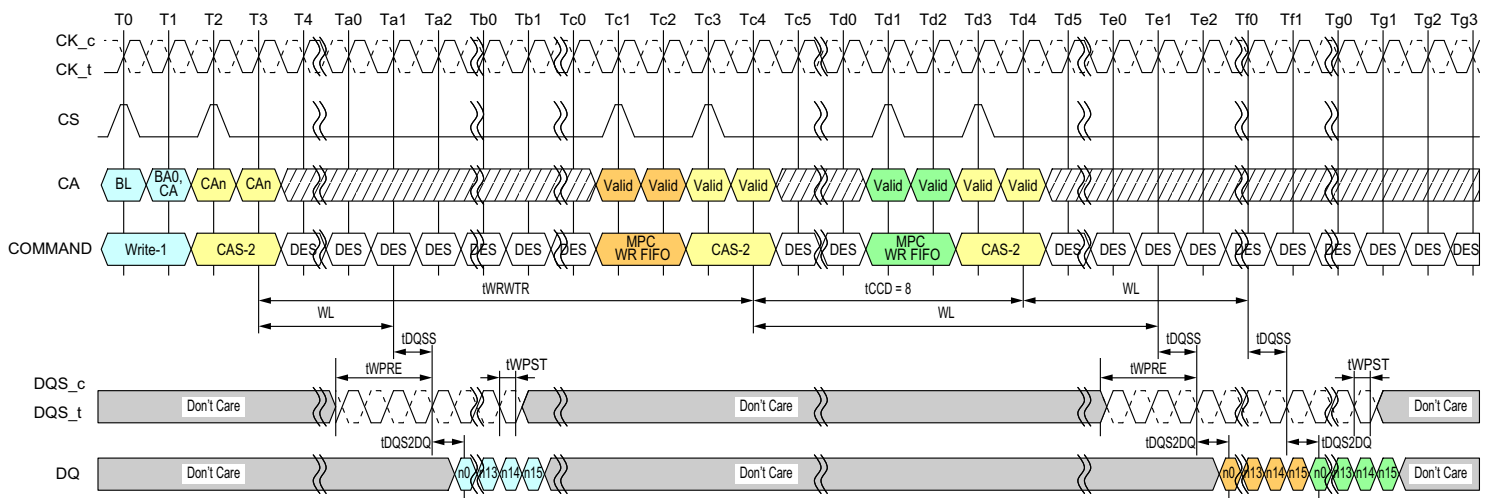 T0 T1 T2 T3 T4 Ta0 Ta1 Ta2 Tb0 Tb1 Tc0 Tc1 Tc2 Tc3 Tc4 Tc5 Td0 Td1 Td2 Td3 Td4 Td5 Te0 Te1 Te2 Tf0 Tf1 Tg0 Tg1 Tg2 Tg3
CK_c
CK_t
CS
CA BL BA0, CA CAn CAn Valid Valid Valid Valid Valid Valid Valid Valid
COMMAND Write-1 CAS-2 DES DES DES DES DES DES DES MPC WR FIFO CAS-2 DES DES MPC WR FIFO CAS-2 DES DES DES DES DES DES DES DES DES DES
tWRWTR tCCD = 8 WL
WL WL
tDQSS tDQSS tDQSS
tWPRE tWPST tWPRE tWPST
DQS_c
DQS_t
Don't Care Don't Care Don't Care
tDQS2DQ tDQS2DQ tDQS2DQ
DQ Don't Care n0 n13 n14 n15 Don't Care n0 n13 n14 n15 n0 n13 n14 n15 Don't Care